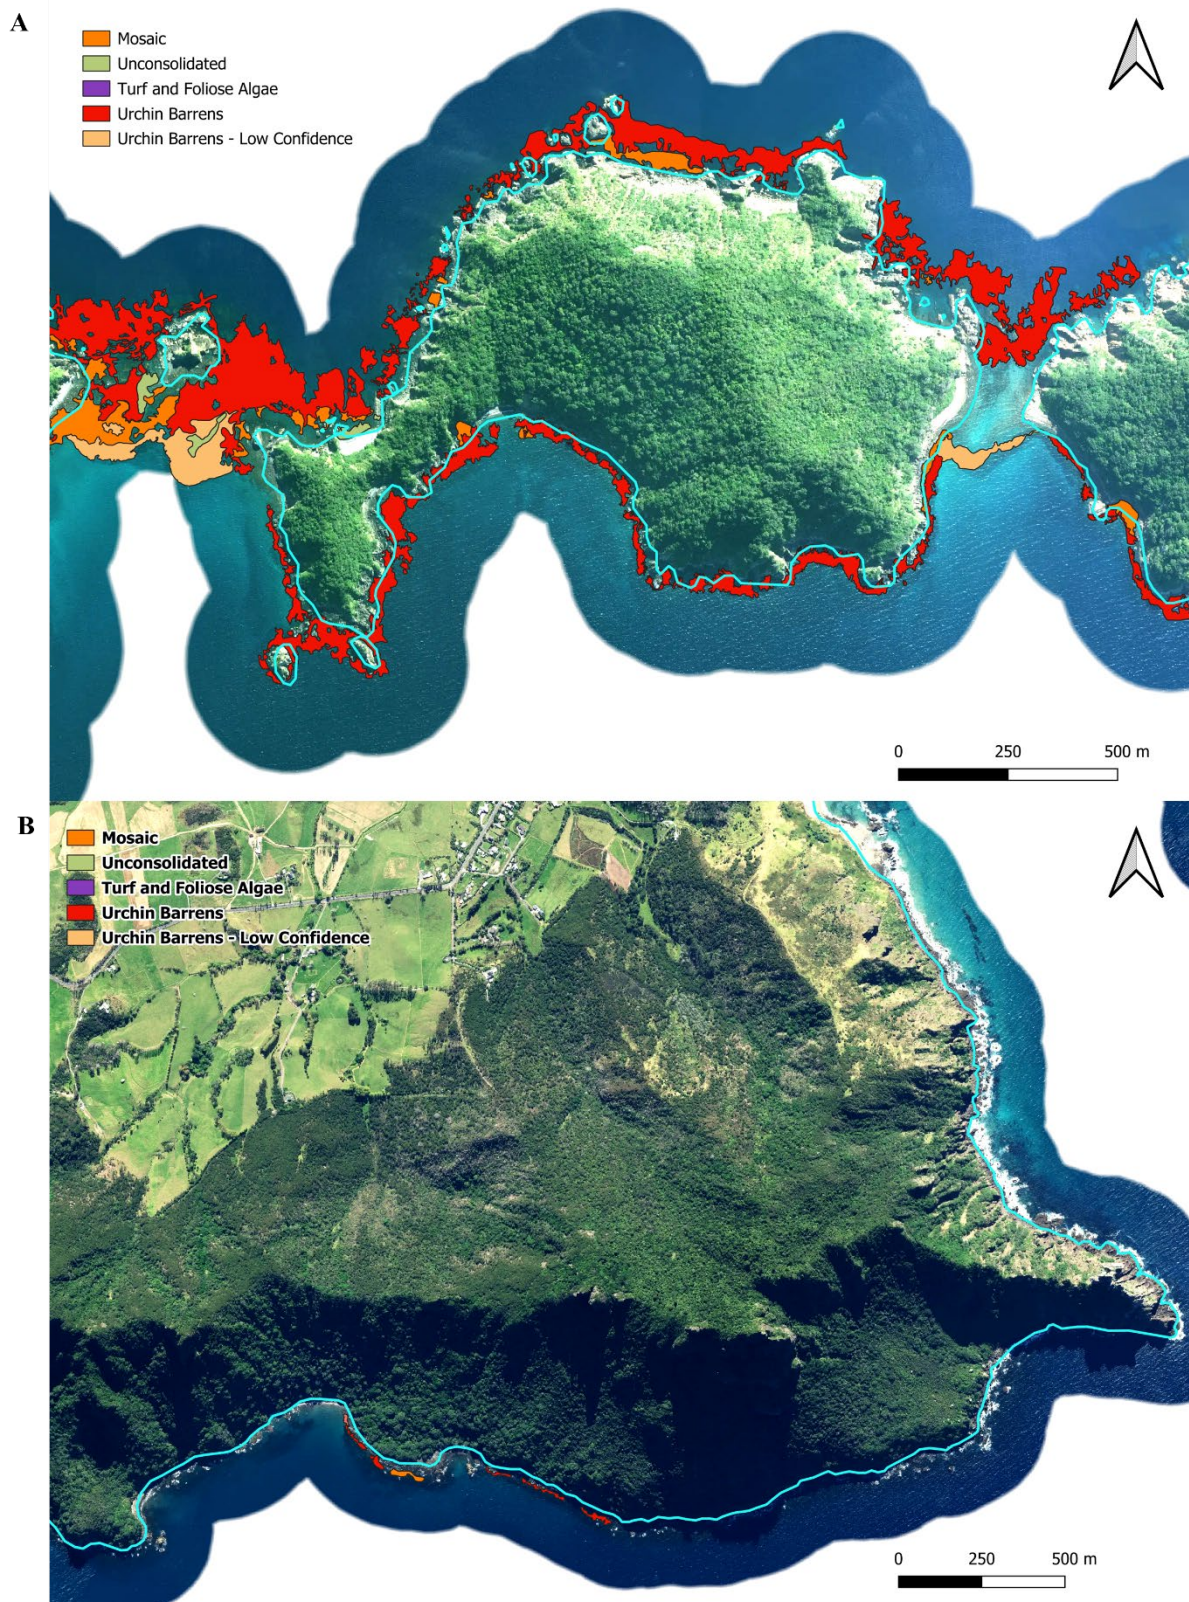 A
Mosaic
Unconsolidated
Turf and Foliose Algae
Urchin Barrens
Urchin Barrens - Low Confidence
0 250 500 m
B
Mosaic
Unconsolidated
Turf and Foliose Algae
Urchin Barrens
Urchin Barrens - Low Confidence
0 250 500 m